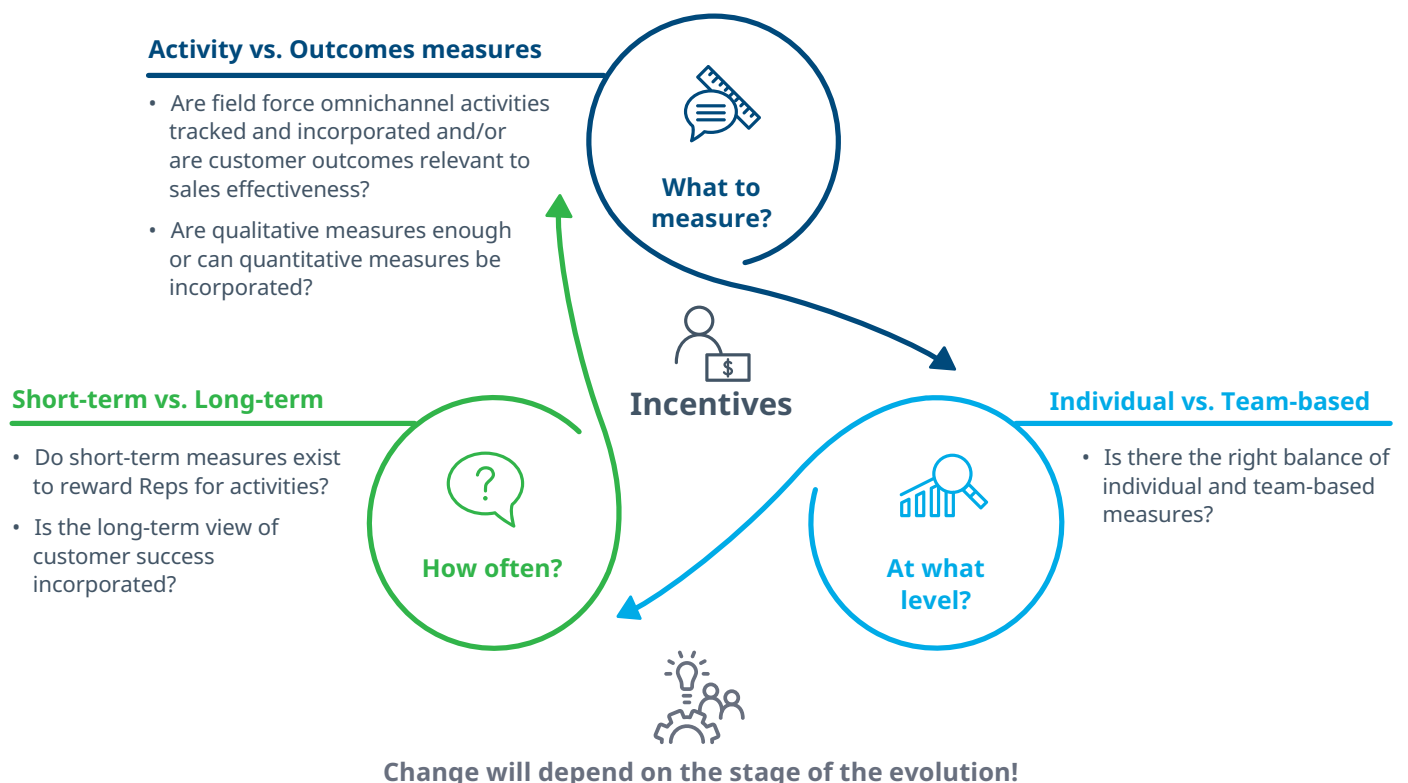 Activity vs. Outcomes measures
• Are field force omnichannel activities
tracked and incorporated and/or
are customer outcomes relevant to
sales effectiveness?
• Are qualitative measures enough
or can quantitative measures be
incorporated?
What to
measure?
$
Incentives
Short-term vs. Long-term
• Do short-term measures exist
to reward Reps for activities?
• Is the long-term view of
customer success
incorporated?
?
How often?
Individual vs. Team-based
• Is there the right balance of
individual and team-based
measures?
At what
level?
Change will depend on the stage of the evolution!